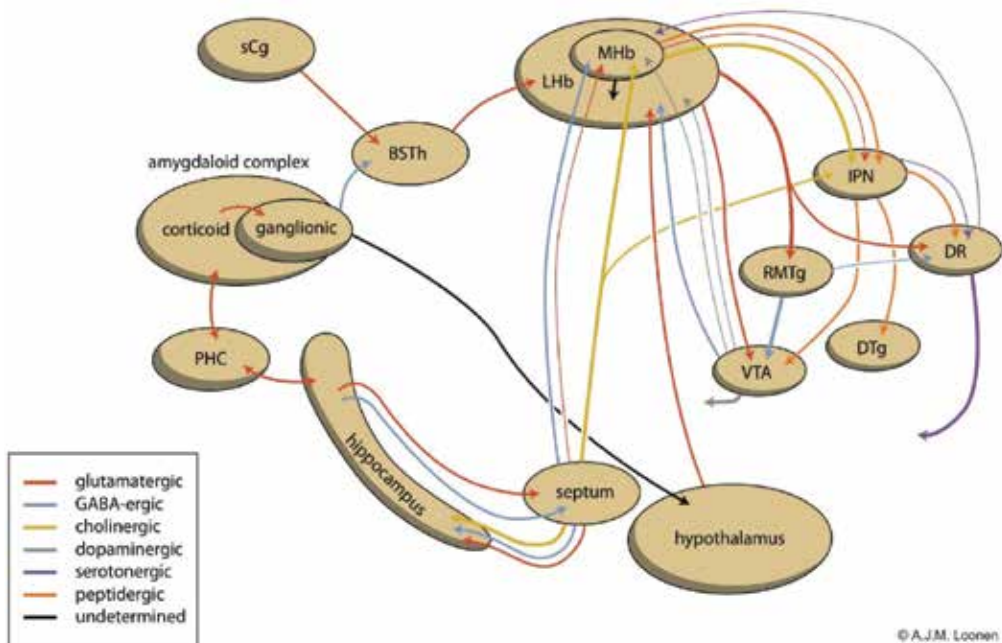 sCg
MHb
LHb
BSTh
amygdaloid complex
corticoid
ganglionic
IPN
DR
RMTg
PHC
VTA
DTg
hippocampus
septum
hypothalamus
glutamatergic
GABA-ergic
cholinergic
dopaminergic
serotonergic
peptidergic
undetermined
© A.J.M. Loonen